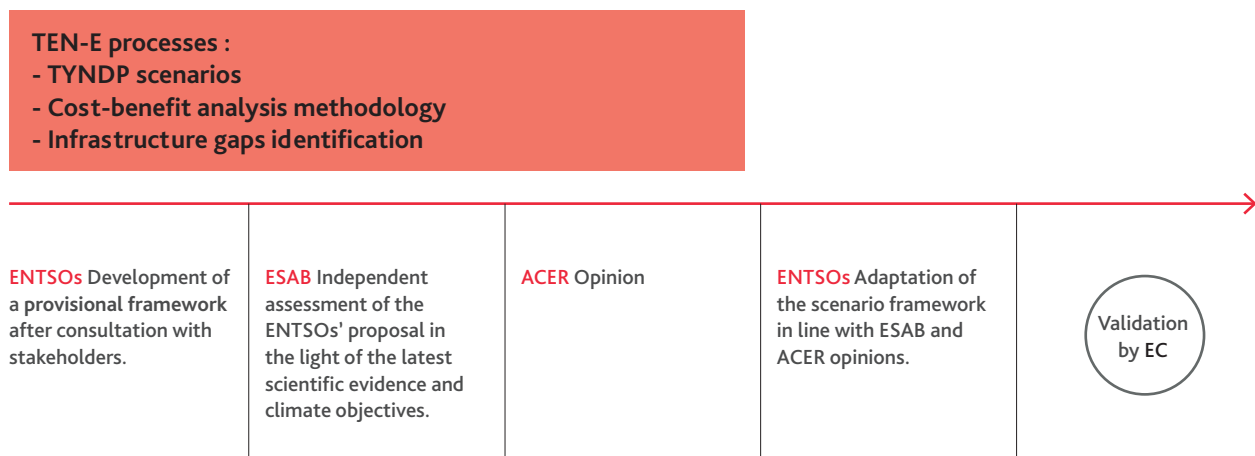 TEN-E processes :
- TYNDP scenarios
- Cost-benefit analysis methodology
- Infrastructure gaps identification
ENTSOs Development of
a provisional framework
after consultation with
stakeholders.
ESAB Independent
assessment of the
ENTSOs' proposal in
the light of the latest
scientific evidence and
climate objectives.
ACER Opinion
ENTSOs Adaptation of
the scenario framework
in line with ESAB and
ACER opinions.
Validation
by EC